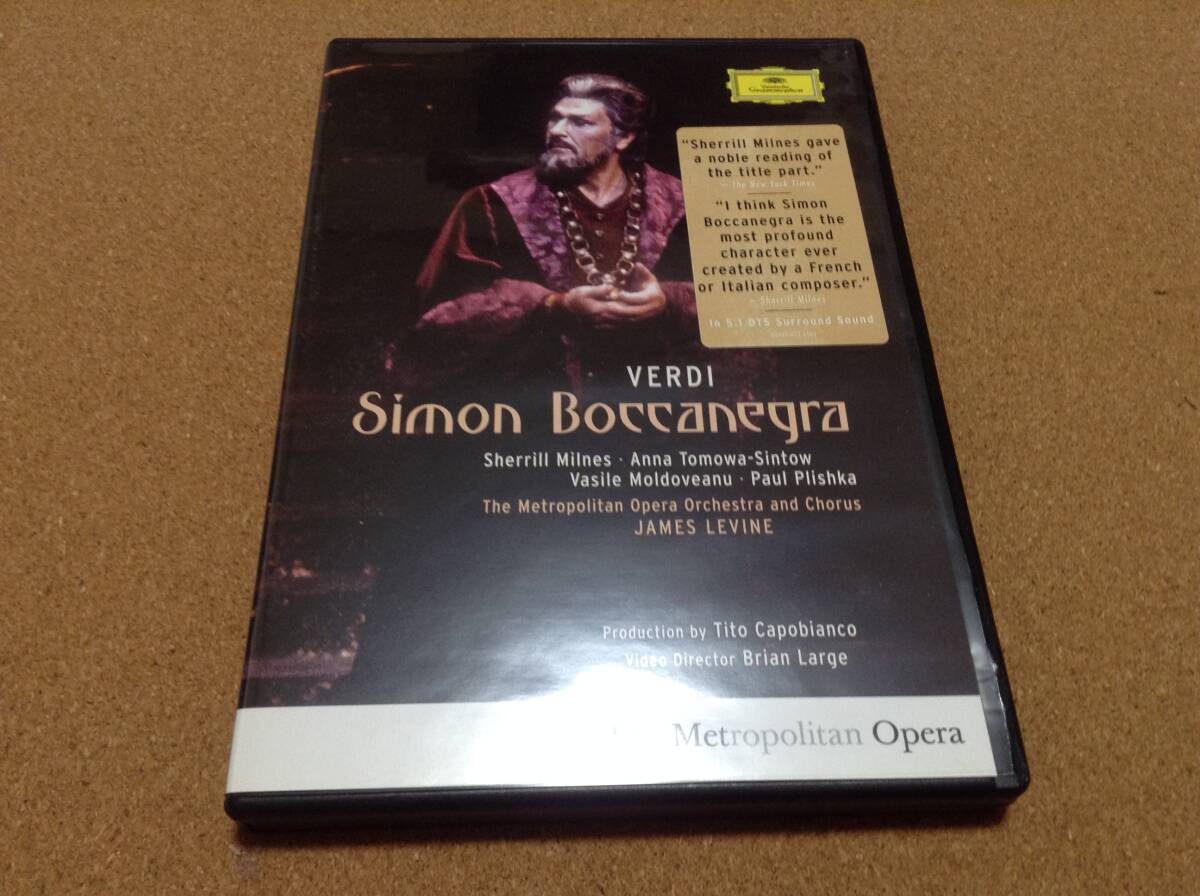 Deutsche
Grammophon
“Sherrill Milnes gave
a noble reading of
the title part.”
– The New York Times
“I think Simon
Boccanegra is the
most profound
character ever
created by a French
or Italian composer.”
– Sherrill Milnes
In 5.1 DTS Surround Sound
VERDI
Simon Boccanegra
Sherrill Milnes · Anna Tomowa-Sintow
Vasile Moldoveanu · Paul Plishka
The Metropolitan Opera Orchestra and Chorus
JAMES LEVINE
Production by Tito Capobianco
Video Director Brian Large
Metropolitan Opera